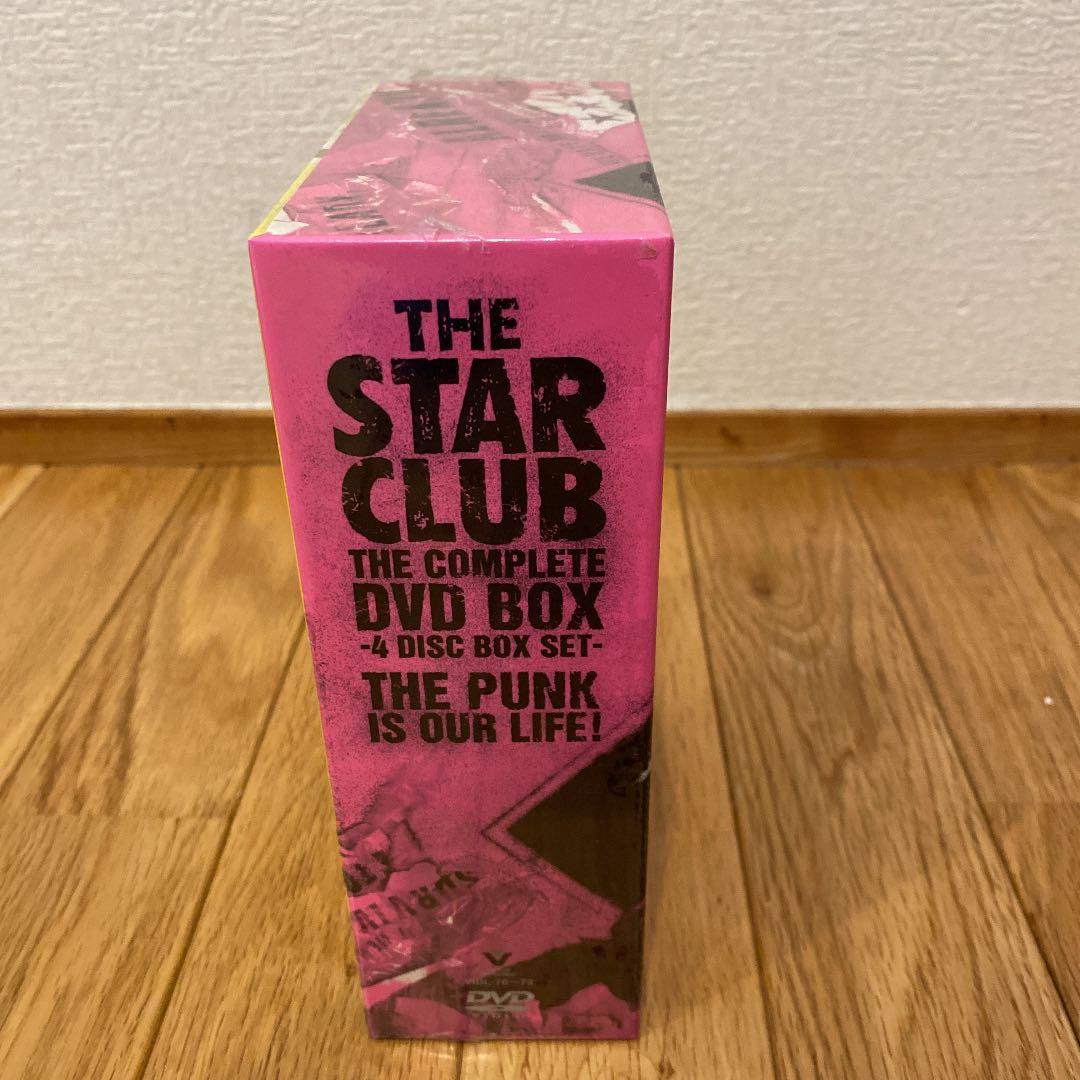 THE
STAR
CLUB
THE COMPLETE
DVD BOX
-4 DISC BOX SET-
THE PUNK
IS OUR LIFE!
V
DVD